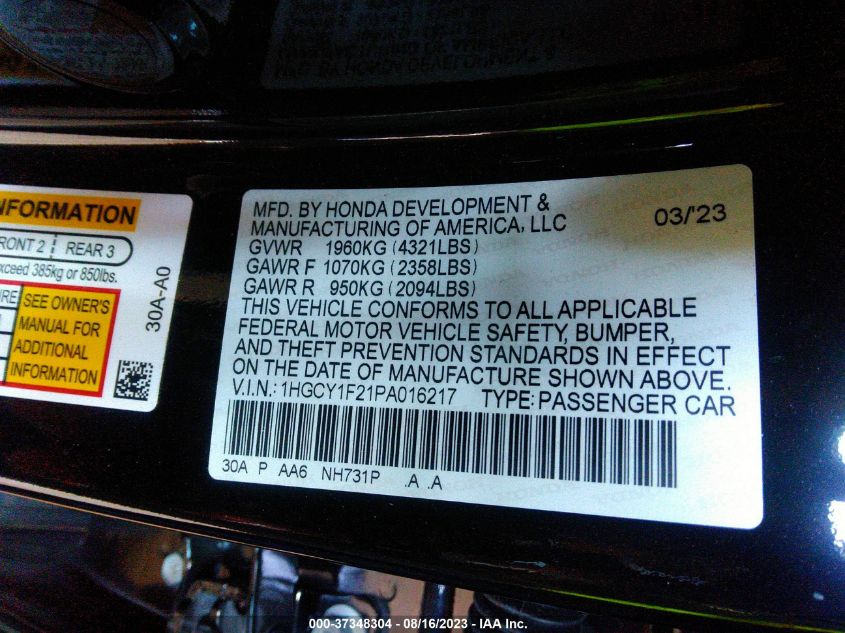 NFORMATION
FRONT 2 REAR 3
exceed 385kg or 850lbs.
SEE OWNER'S
MANUAL FOR
ADDITIONAL
INFORMATION
30A-A0
MFD. BY HONDA DEVELOPMENT &
MANUFACTURING OF AMERICA, LLC 03/'23
GVWR 1960KG (4321LBS)
GAWR F 1070KG (2358LBS)
GAWR R 950KG (2094LBS)
THIS VEHICLE CONFORMS TO ALL APPLICABLE
FEDERAL MOTOR VEHICLE SAFETY, BUMPER,
AND THEFT PREVENTION STANDARDS IN EFFECT
ON THE DATE OF MANUFACTURE SHOWN ABOVE.
V.I.N.: 1HGCY1F21PA016217 TYPE: PASSENGER CAR
30A P AA6 NH731P .A .A
000-37348304 - 08/16/2023 - IAA Inc.